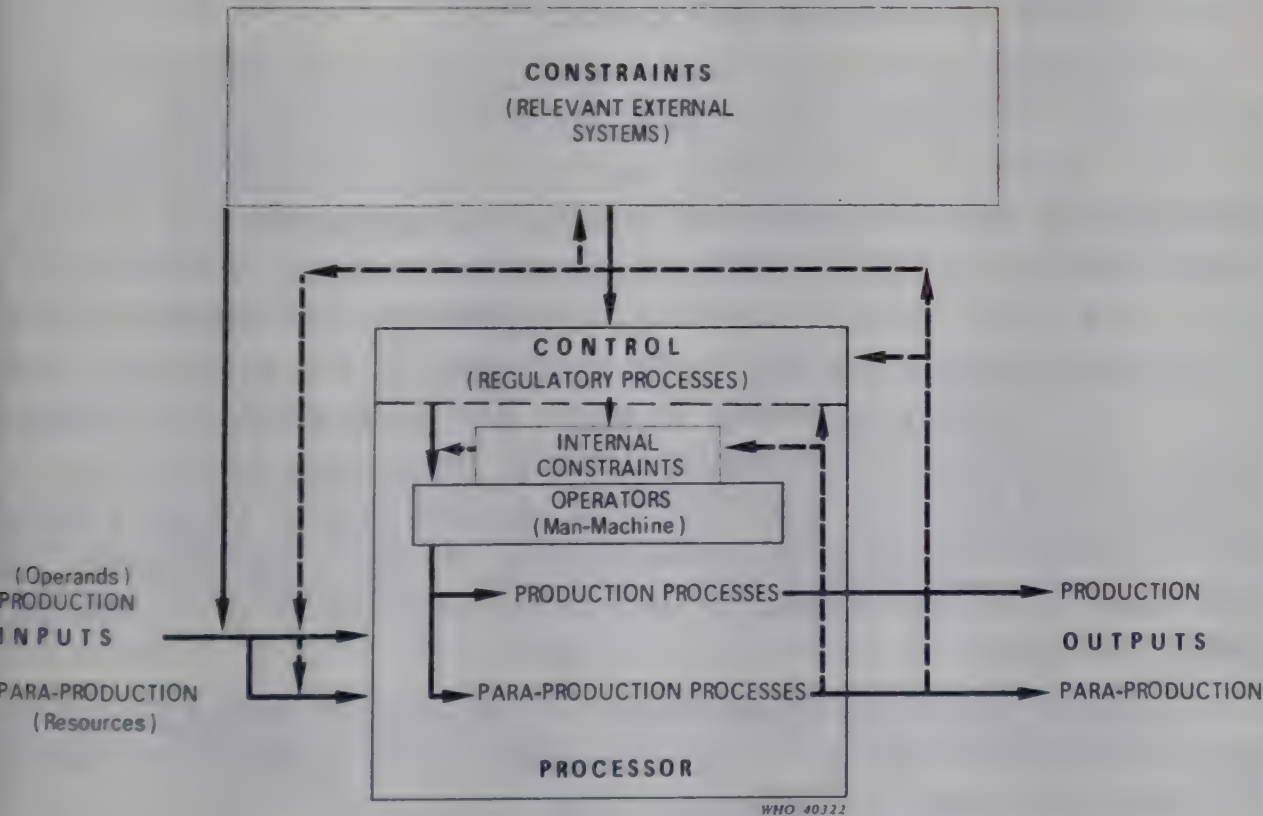 CONSTRAINTS
(RELEVANT EXTERNAL
SYSTEMS)
CONTROL
(REGULATORY PROCESSES)
INTERNAL
CONSTRAINTS
OPERATORS
(Man-Machine)
(Operands)
PRODUCTION
INPUTS
PARA-PRODUCTION
(Resources)
PRODUCTION PROCESSES
PARA-PRODUCTION PROCESSES
PROCESSOR
PRODUCTION
OUTPUTS
PARA-PRODUCTION
WHO 40322